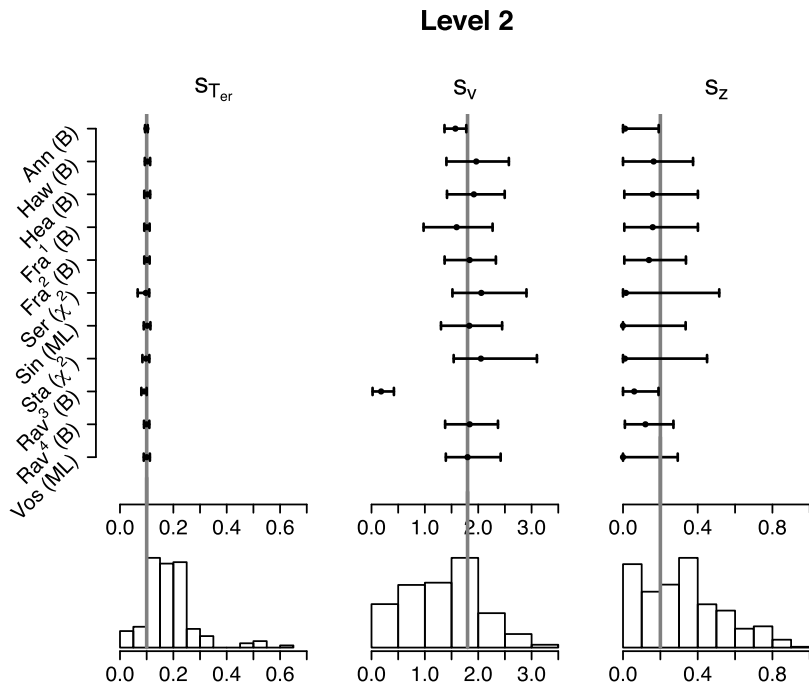 Level 2
sTer
sv
sz
Ann (B)
Haw (B)
Hea (B)
Fra¹ (B)
Fra² (B)
Ser (χ²)
Sin (ML)
Sta (χ²)
Rav³ (B)
Rav⁴ (B)
Vos (ML)
0.0 0.2 0.4 0.6
0.0 1.0 2.0 3.0
0.0 0.4 0.8
0.0 0.2 0.4 0.6
0.0 1.0 2.0 3.0
0.0 0.4 0.8